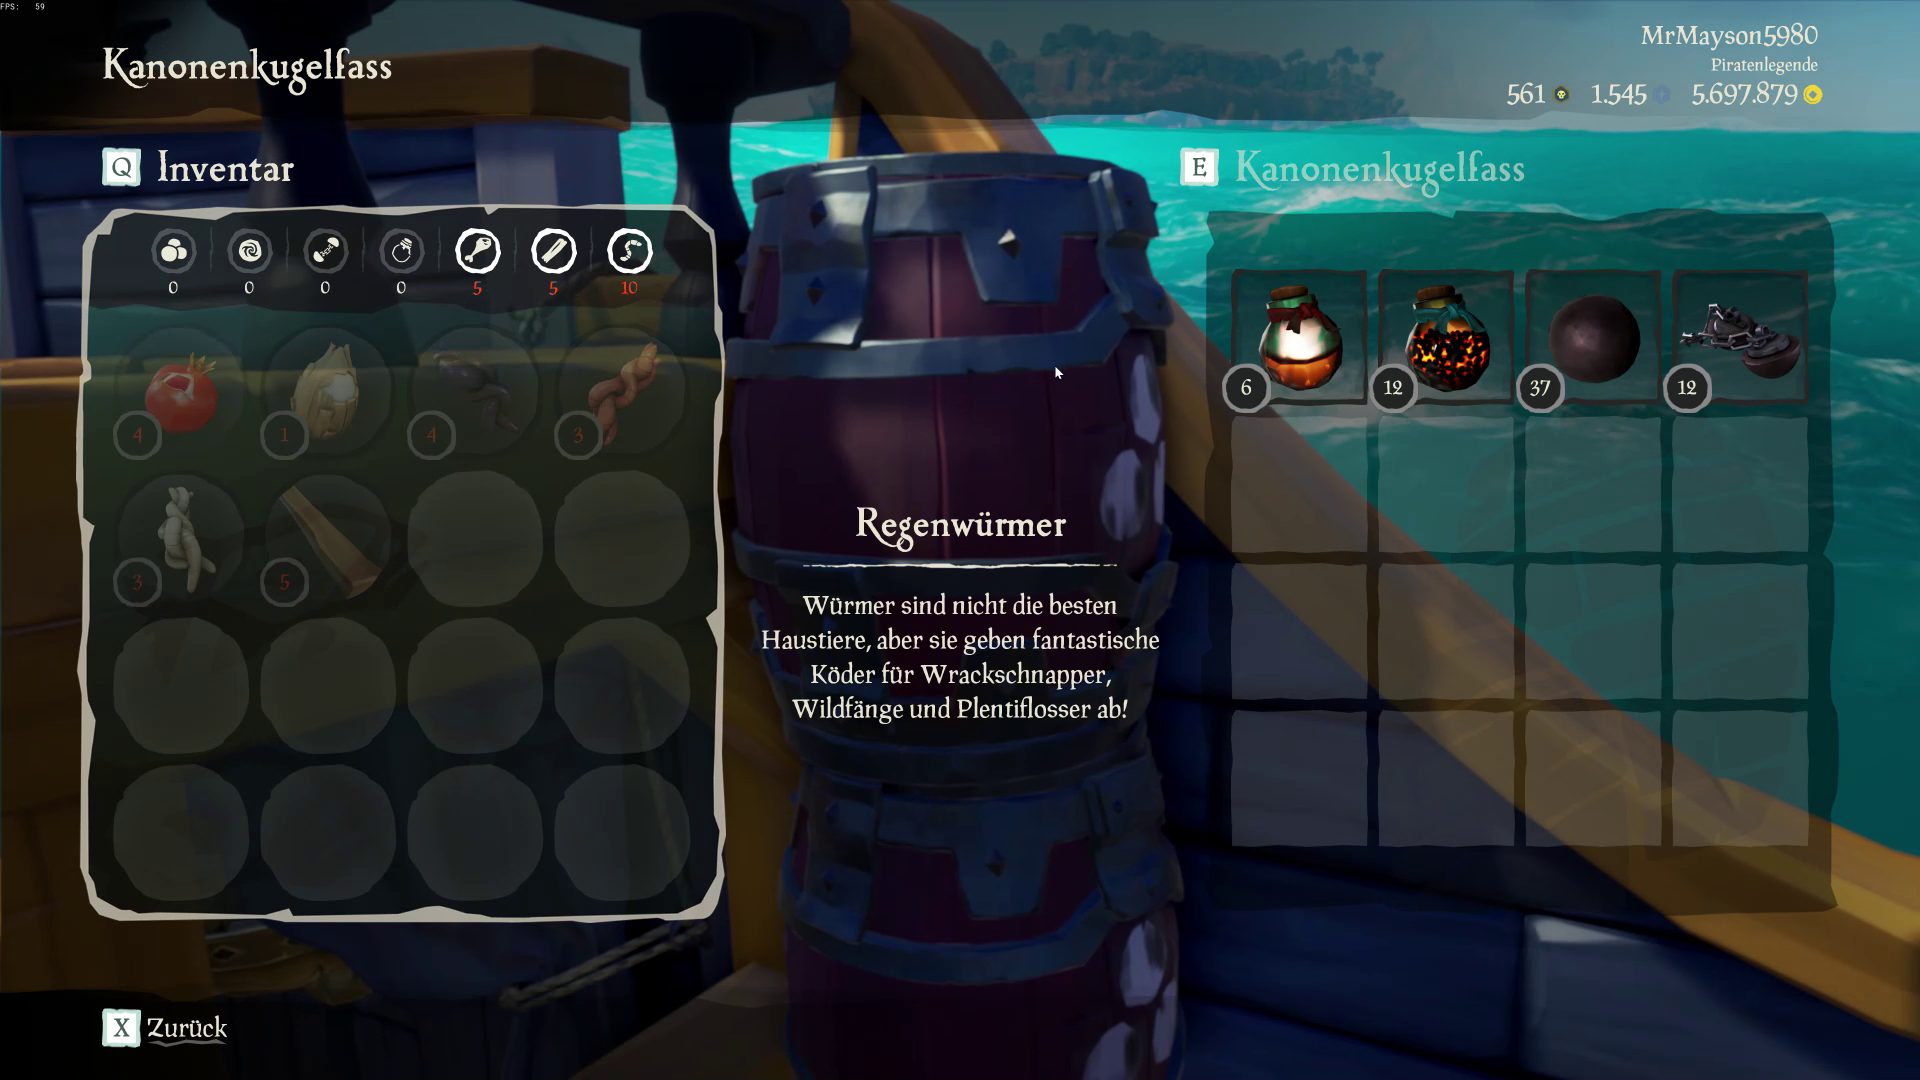 FPS: 59
Kanonenkugelfass
MrMayson5980
Piratenlegende
561 1.545 5.697.879
Q Inventar
E Kanonenkugelfass
0 0 0 0 5 5 10
4 1 4 3
6 12 37 12
3 5
Regenwürmer
Würmer sind nicht die besten
Haustiere, aber sie geben fantastische
Köder für Wrackschnapper,
Wildfänge und Plentiflosser ab!
X Zurück